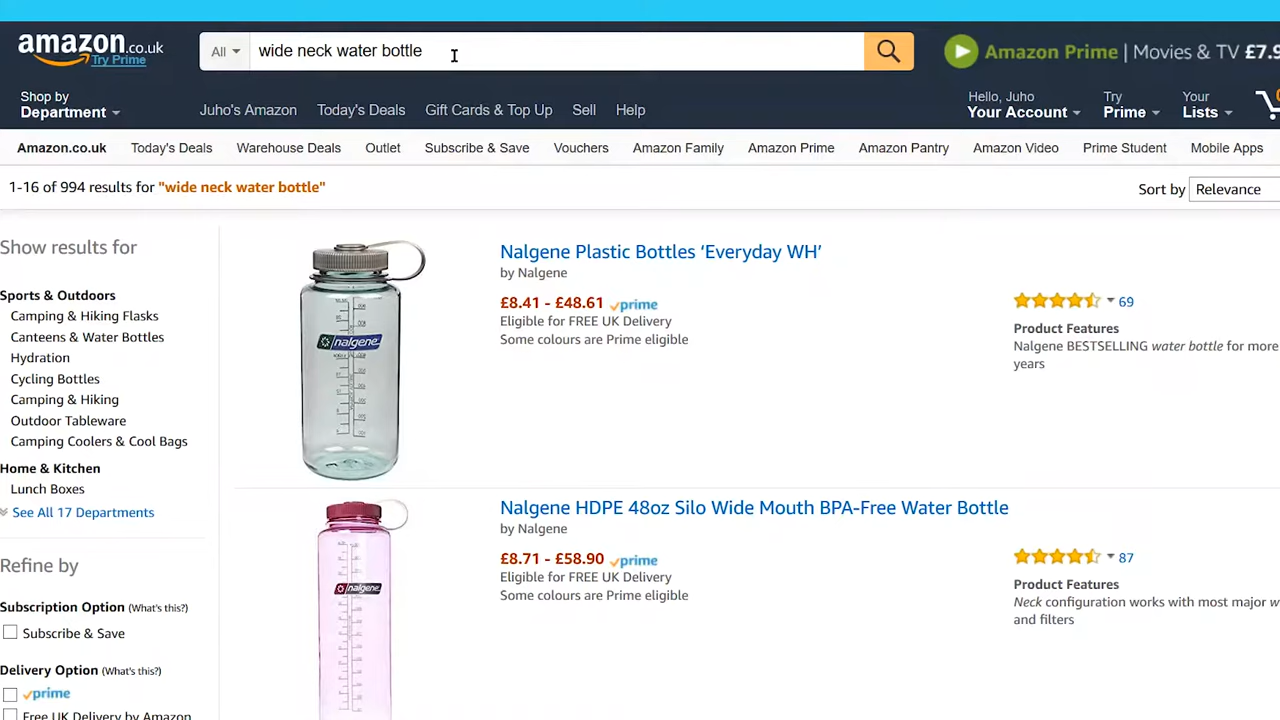 amazon.co.uk
Try Prime
All
wide neck water bottle
Amazon Prime | Movies & TV £7.9
Shop by
Department
Juho's Amazon
Today's Deals
Gift Cards & Top Up
Sell
Help
Hello, Juho
Your Account
Try
Prime
Your
Lists
Amazon.co.uk
Today's Deals
Warehouse Deals
Outlet
Subscribe & Save
Vouchers
Amazon Family
Amazon Prime
Amazon Pantry
Amazon Video
Prime Student
Mobile Apps
1-16 of 994 results for "wide neck water bottle"
Sort by Relevance
Show results for
Sports & Outdoors
Camping & Hiking Flasks
Canteens & Water Bottles
Hydration
Cycling Bottles
Camping & Hiking
Outdoor Tableware
Camping Coolers & Cool Bags
Home & Kitchen
Lunch Boxes
See All 17 Departments
Refine by
Subscription Option (What's this?)
Subscribe & Save
Delivery Option (What's this?)
prime
Free UK Delivery by Amazon
nalgene
Nalgene Plastic Bottles ‘Everyday WH’
by Nalgene
£8.41 - £48.61 prime
Eligible for FREE UK Delivery
Some colours are Prime eligible
69
Product Features
Nalgene BESTSELLING water bottle for more
years
nalgene
Nalgene HDPE 48oz Silo Wide Mouth BPA-Free Water Bottle
by Nalgene
£8.71 - £58.90 prime
Eligible for FREE UK Delivery
Some colours are Prime eligible
87
Product Features
Neck configuration works with most major w
and filters